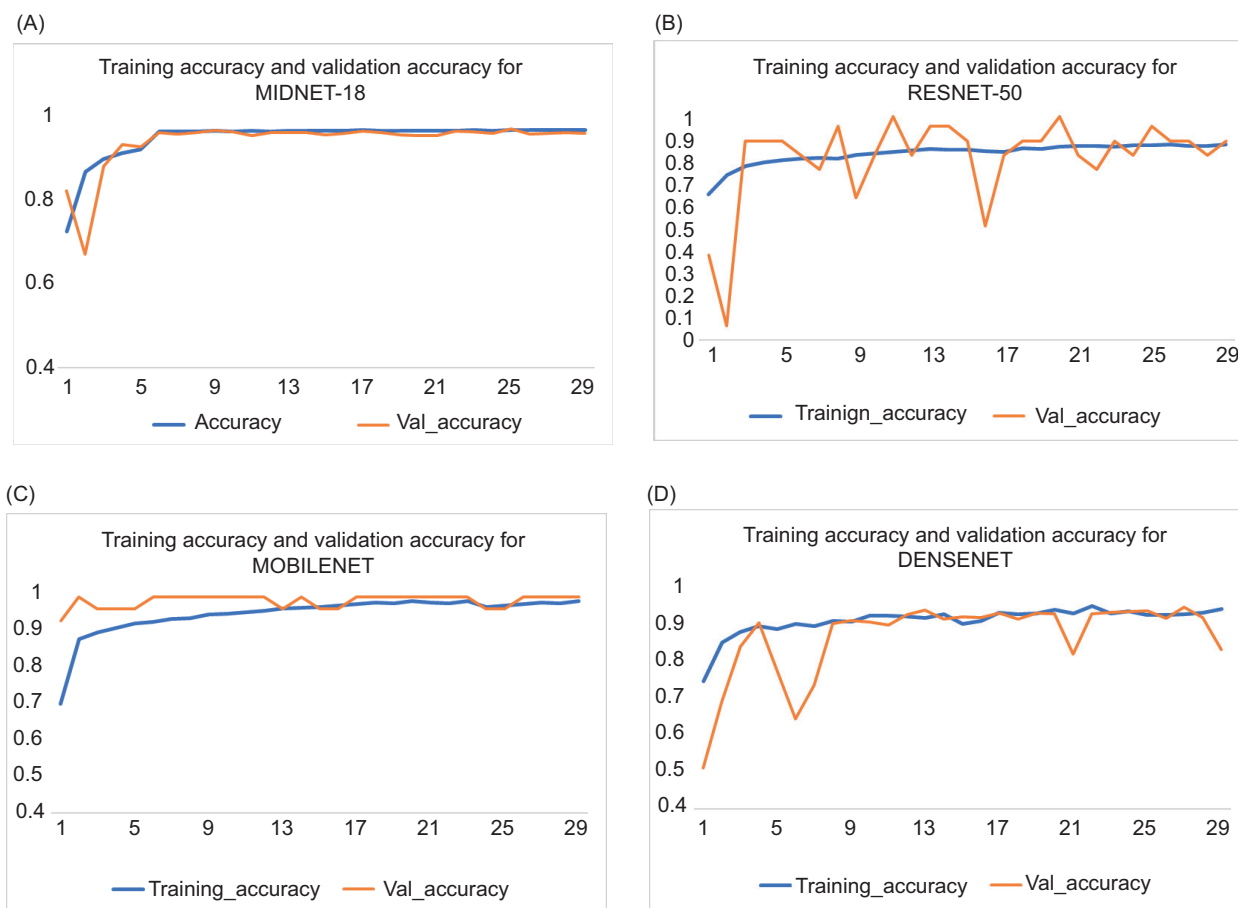 (A)
Training accuracy and validation accuracy for
MIDNET-18
1
0.8
0.6
0.4
1 5 9 13 17 21 25 29
Accuracy Val_accuracy
(B)
Training accuracy and validation accuracy for
RESNET-50
1
0.9
0.8
0.7
0.6
0.5
0.4
0.3
0.2
0.1
0
1 5 9 13 17 21 25 29
Trainign_accuracy Val_accuracy
(C)
Training accuracy and validation accuracy for
MOBILENET
1
0.9
0.8
0.7
0.6
0.5
0.4
1 5 9 13 17 21 25 29
Training_accuracy Val_accuracy
(D)
Training accuracy and validation accuracy for
DENSENET
1
0.9
0.8
0.7
0.6
0.5
0.4
1 5 9 13 17 21 25 29
Training_accuracy Val_accuracy